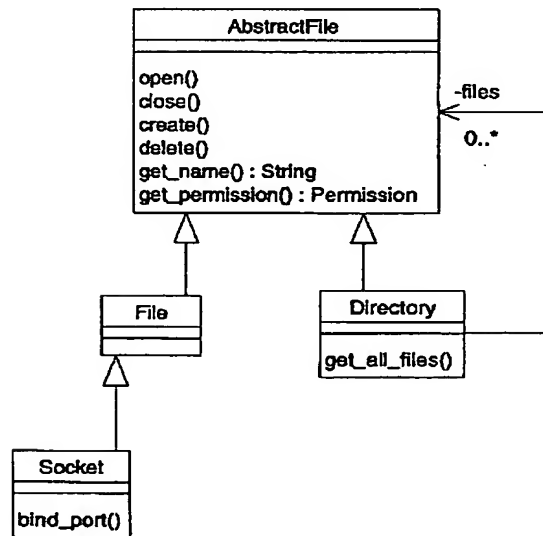 AbstractFile
open()
close()
create()
delete()
get_name() : String
get_permission() : Permission
-files
0..*
File
Directory
get_all_files()
Socket
bind_port()